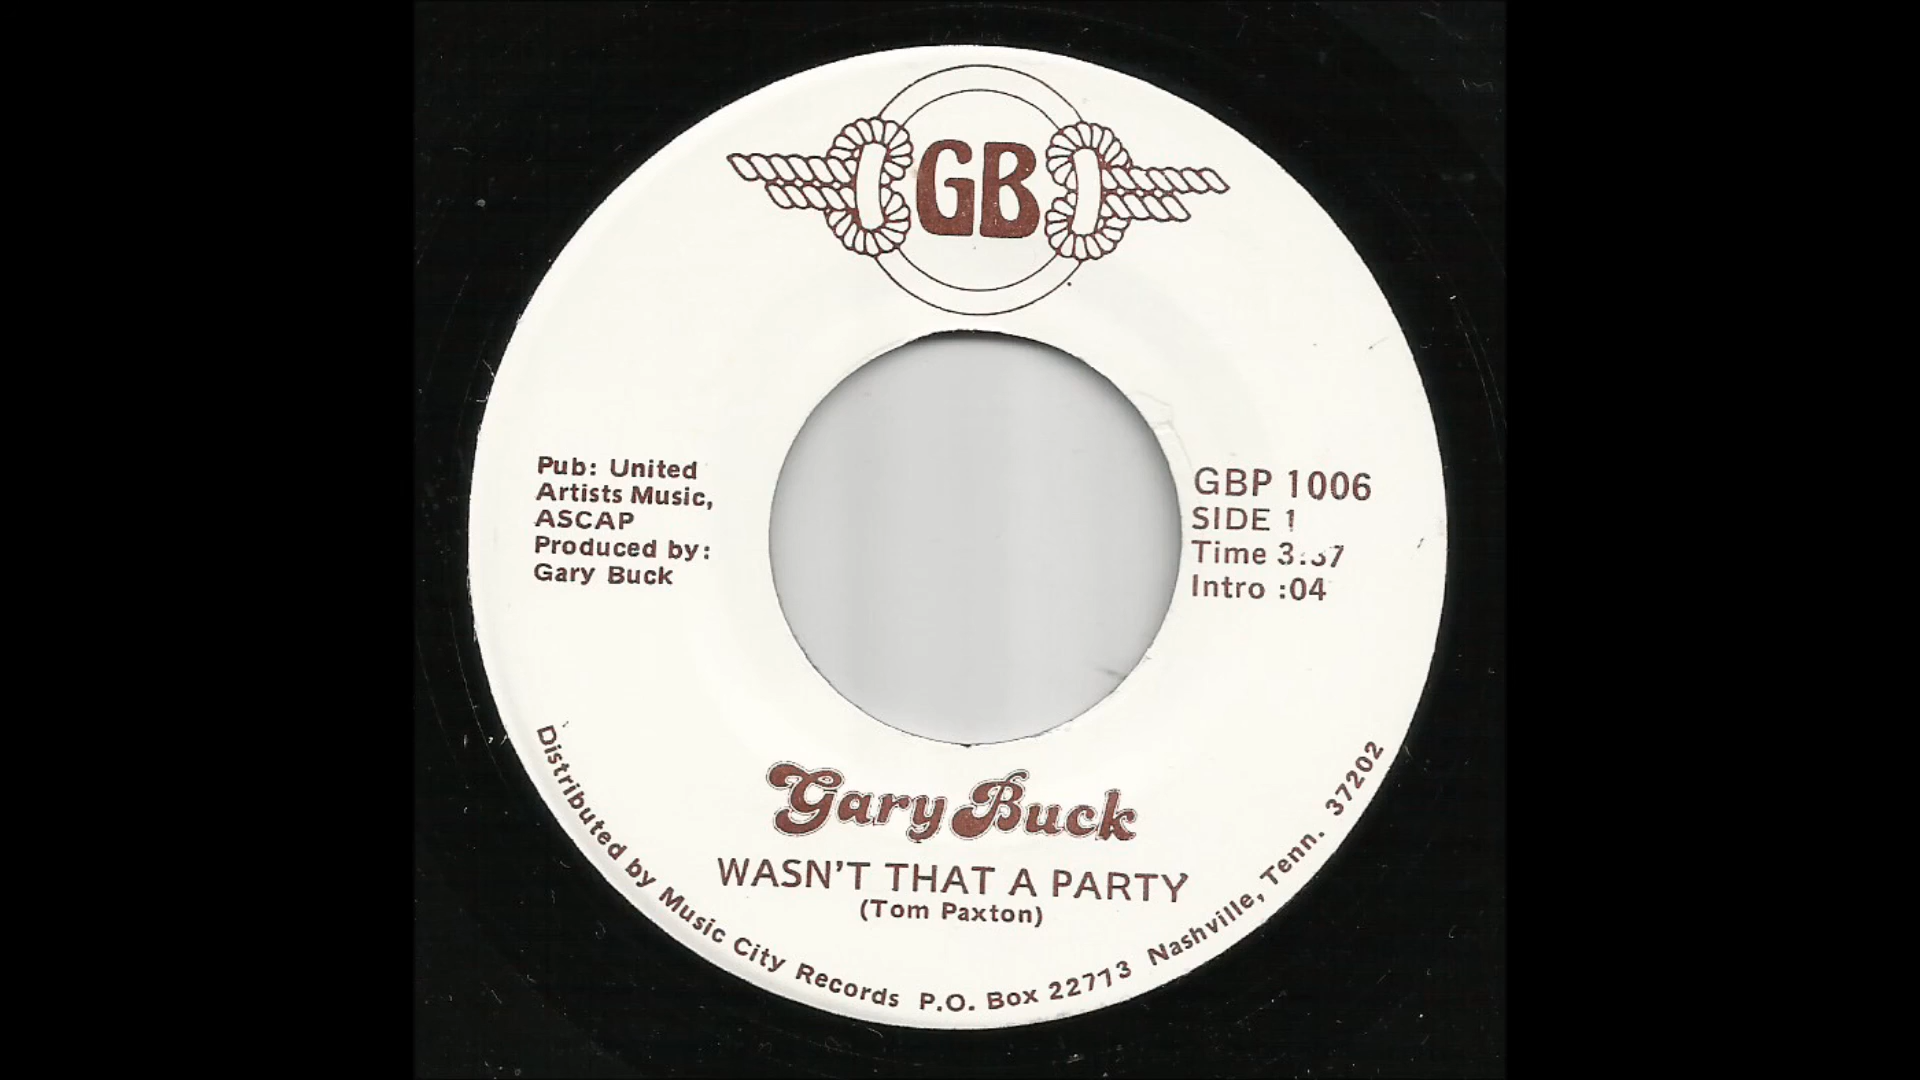 GB
Pub: United
Artists Music,
ASCAP
Produced by:
Gary Buck
GBP 1006
SIDE 1
Time 3:37
Intro :04
Gary Buck
WASN'T THAT A PARTY
(Tom Paxton)
Distributed by Music City Records P.O. Box 22773 Nashville, Tenn. 37202